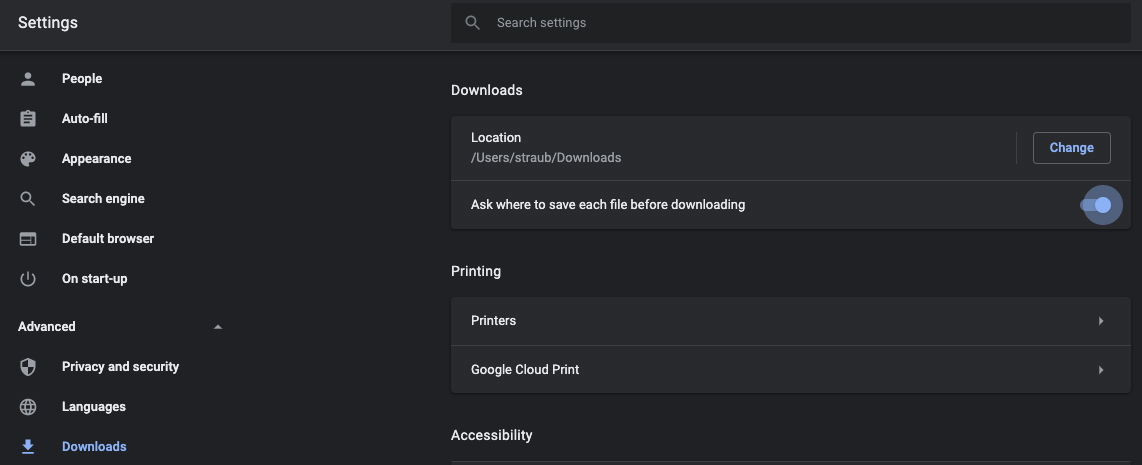 Settings
Search settings
People
Auto-fill
Appearance
Search engine
Default browser
On start-up
Advanced
Privacy and security
Languages
Downloads
Downloads
Location
/Users/straub/Downloads
Change
Ask where to save each file before downloading
Printing
Printers
Google Cloud Print
Accessibility